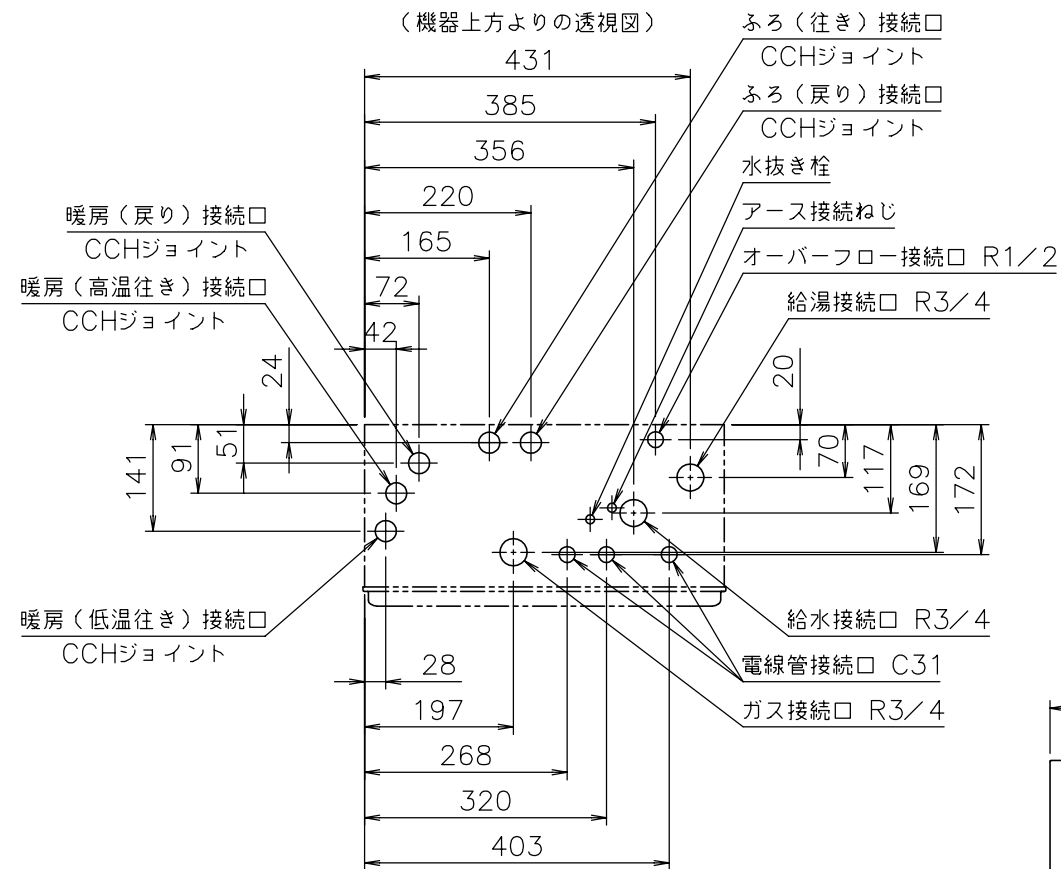 (機器上方よりの透視図)
ふろ(往き)接続口
CCHジョイント
431
ふろ(戻り)接続口
385
CCHジョイント
356
水抜き栓
220
アース接続ねじ
暖房(戻り)接続口
CCHジョイント
165
オーバーフロー接続口 R1/2
暖房(高温往き)接続口
CCHジョイント
72
給湯接続口 R3/4
42
24
20
51
91
141
70
117
169
172
暖房(低温往き)接続口
CCHジョイント
給水接続口 R3/4
28
電線管接続口 C31
197
ガス接続口 R3/4
268
320
403